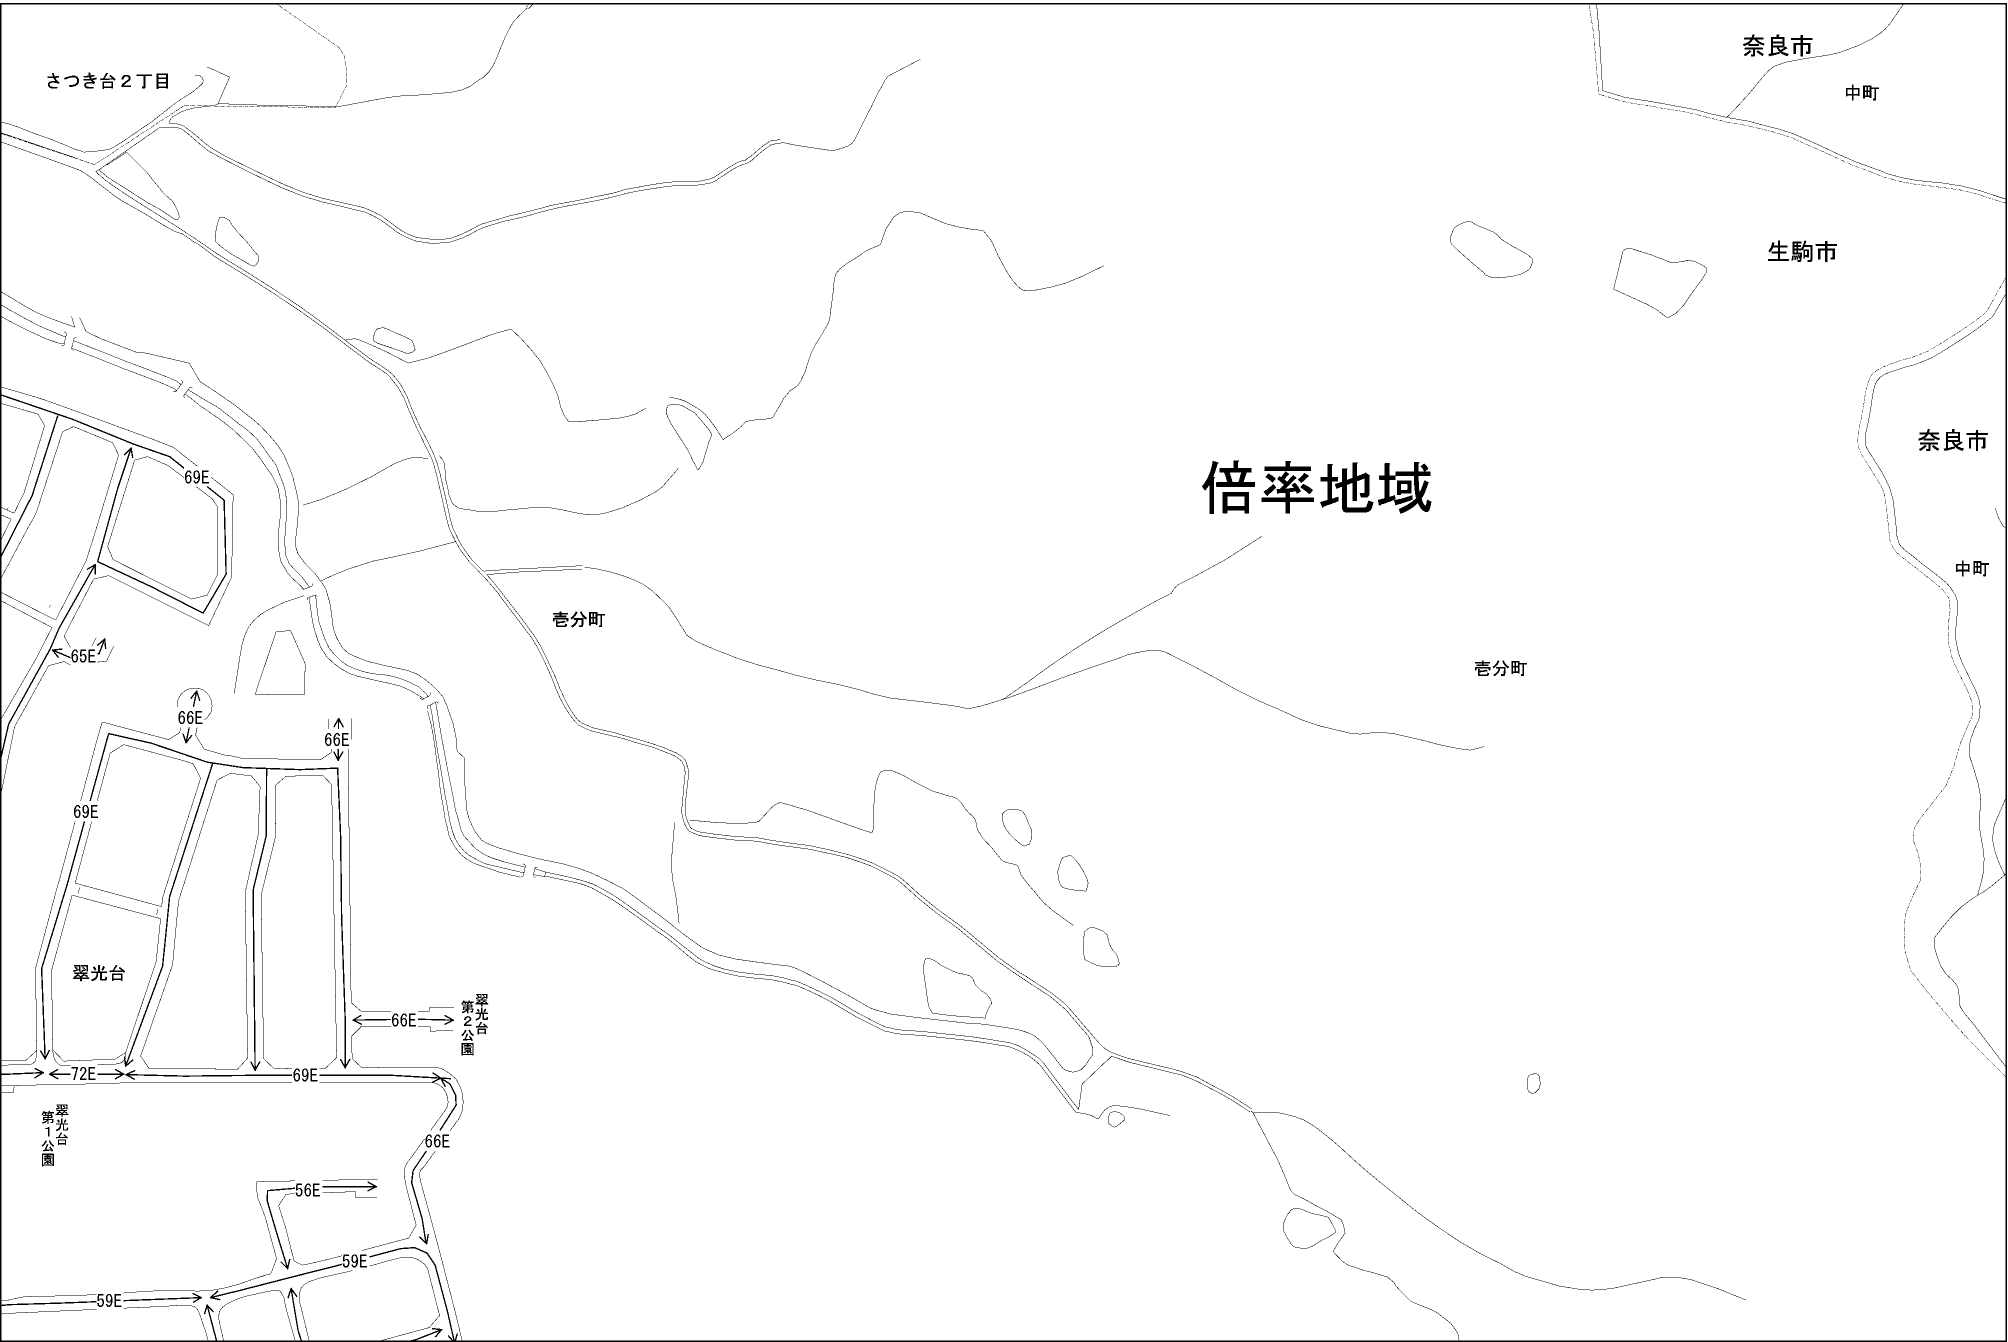 奈良市
さつき台２丁目
中町
生駒市
奈良市
69E
倍率地域
中町
壱分町
65E
壱分町
66E
66E
69E
翠光台
翠光台
第２公園
66E
72E
69E
翠光台
第１公園
66E
56E
59E
59E